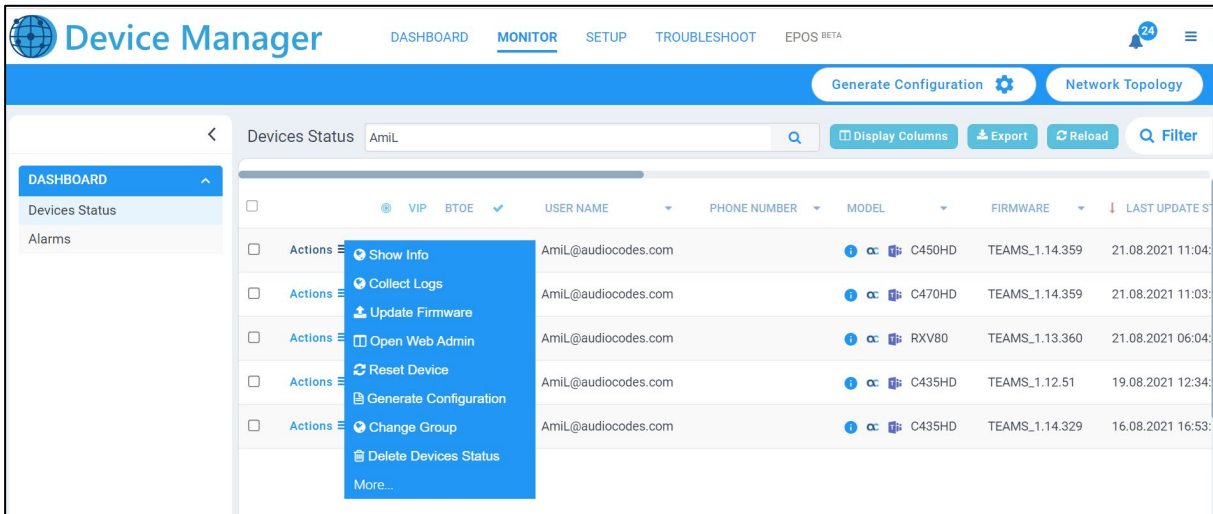 Device Manager DASHBOARD MONITOR SETUP TROUBLESHOOT EPOS BETA 24
Generate Configuration Network Topology
Devices Status AmiL Display Columns Export Reload Filter
DASHBOARD
Devices Status
Alarms
VIP BTOE USER NAME PHONE NUMBER MODEL FIRMWARE LAST UPDATE ST
Actions AmiL@audiocodes.com C450HD TEAMS_1.14.359 21.08.2021 11:04:
Actions AmiL@audiocodes.com C470HD TEAMS_1.14.359 21.08.2021 11:03:
Actions AmiL@audiocodes.com RXV80 TEAMS_1.13.360 21.08.2021 06:04:
Actions AmiL@audiocodes.com C435HD TEAMS_1.12.51 19.08.2021 12:34:
Actions AmiL@audiocodes.com C435HD TEAMS_1.14.329 16.08.2021 16:53:
Show Info
Collect Logs
Update Firmware
Open Web Admin
Reset Device
Generate Configuration
Change Group
Delete Devices Status
More...